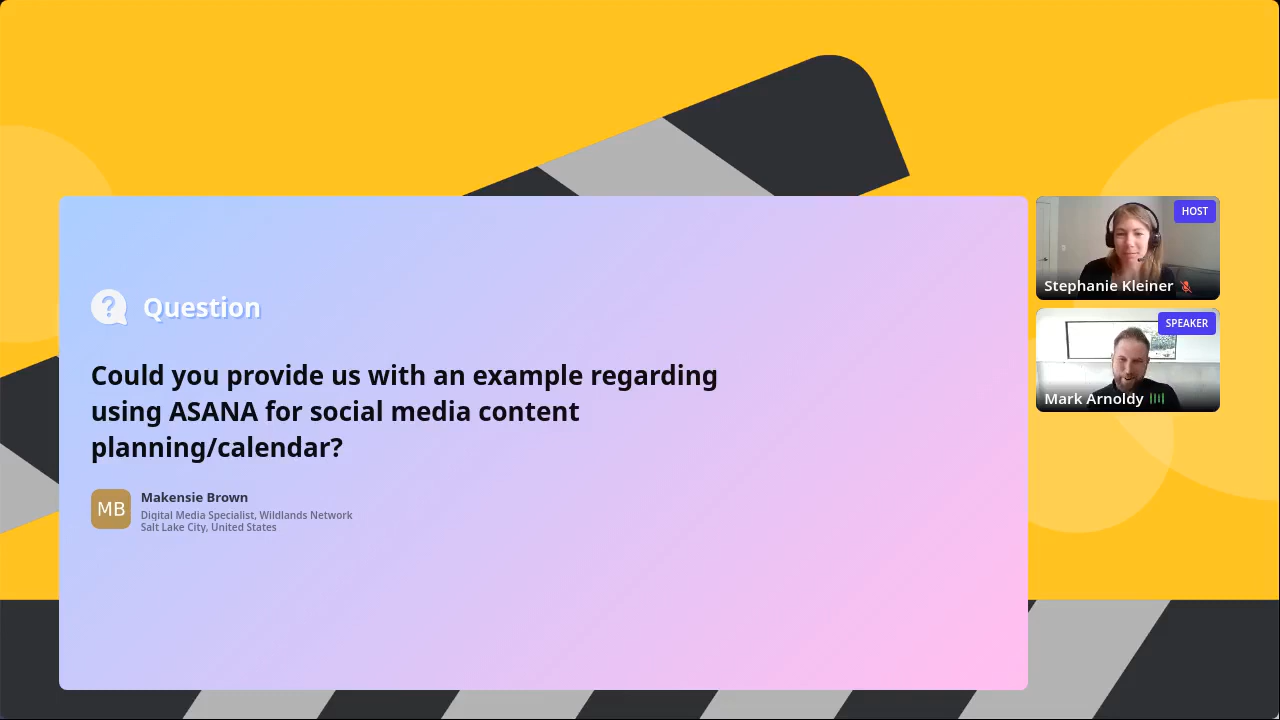 Question
Could you provide us with an example regarding
using ASANA for social media content
planning/calendar?
MB
Makensie Brown
Digital Media Specialist, Wildlands Network
Salt Lake City, United States
HOST
Stephanie Kleiner
SPEAKER
Mark Arnoldy